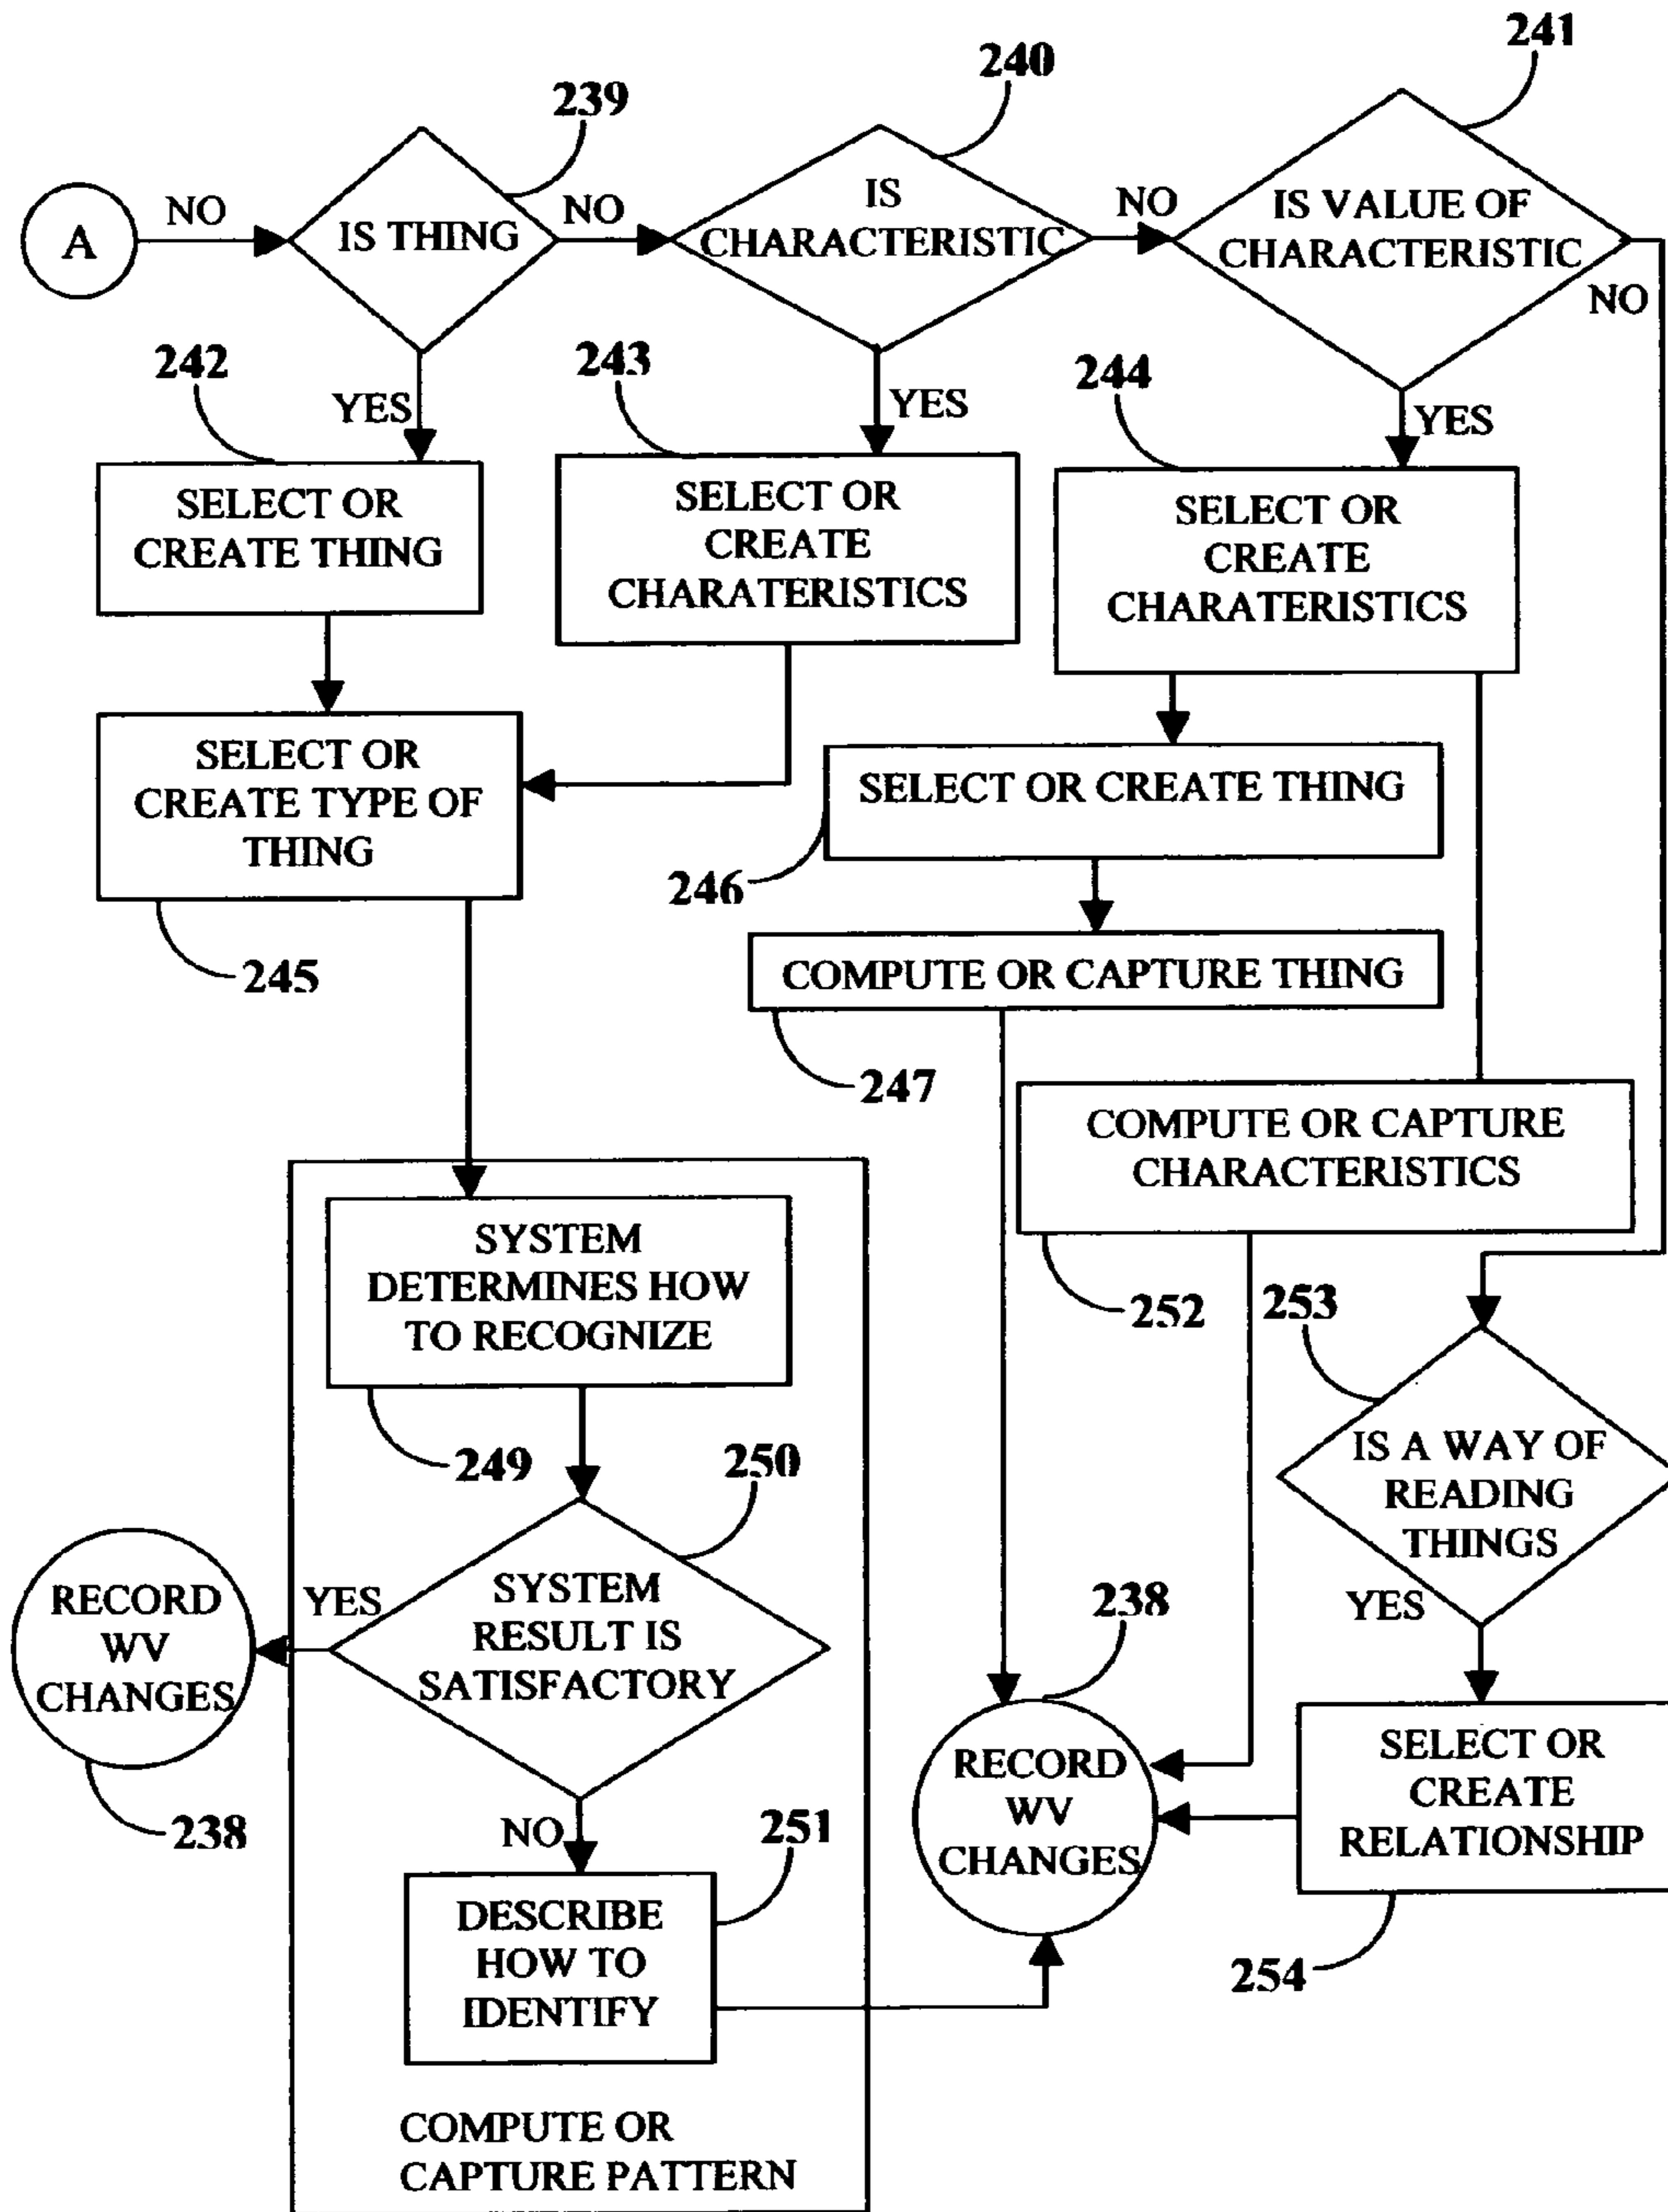 241
240
239
A
NO
IS THING
NO
IS
CHARACTERISTIC
NO
IS VALUE OF
CHARACTERISTIC
NO
242
YES
243
YES
244
YES
SELECT OR
CREATE THING
SELECT OR
CREATE
CHARATERISTICS
SELECT OR
CREATE
CHARATERISTICS
SELECT OR
CREATE TYPE OF
THING
245
SELECT OR CREATE THING
246
COMPUTE OR CAPTURE THING
247
COMPUTE OR CAPTURE
CHARACTERISTICS
252
253
SYSTEM
DETERMINES HOW
TO RECOGNIZE
249
250
IS A WAY OF
READING
THINGS
YES
RECORD
WV
CHANGES
238
YES
SYSTEM
RESULT IS
SATISFACTORY
NO
251
DESCRIBE
HOW TO
IDENTIFY
COMPUTE OR
CAPTURE PATTERN
238
RECORD
WV
CHANGES
SELECT OR
CREATE
RELATIONSHIP
254